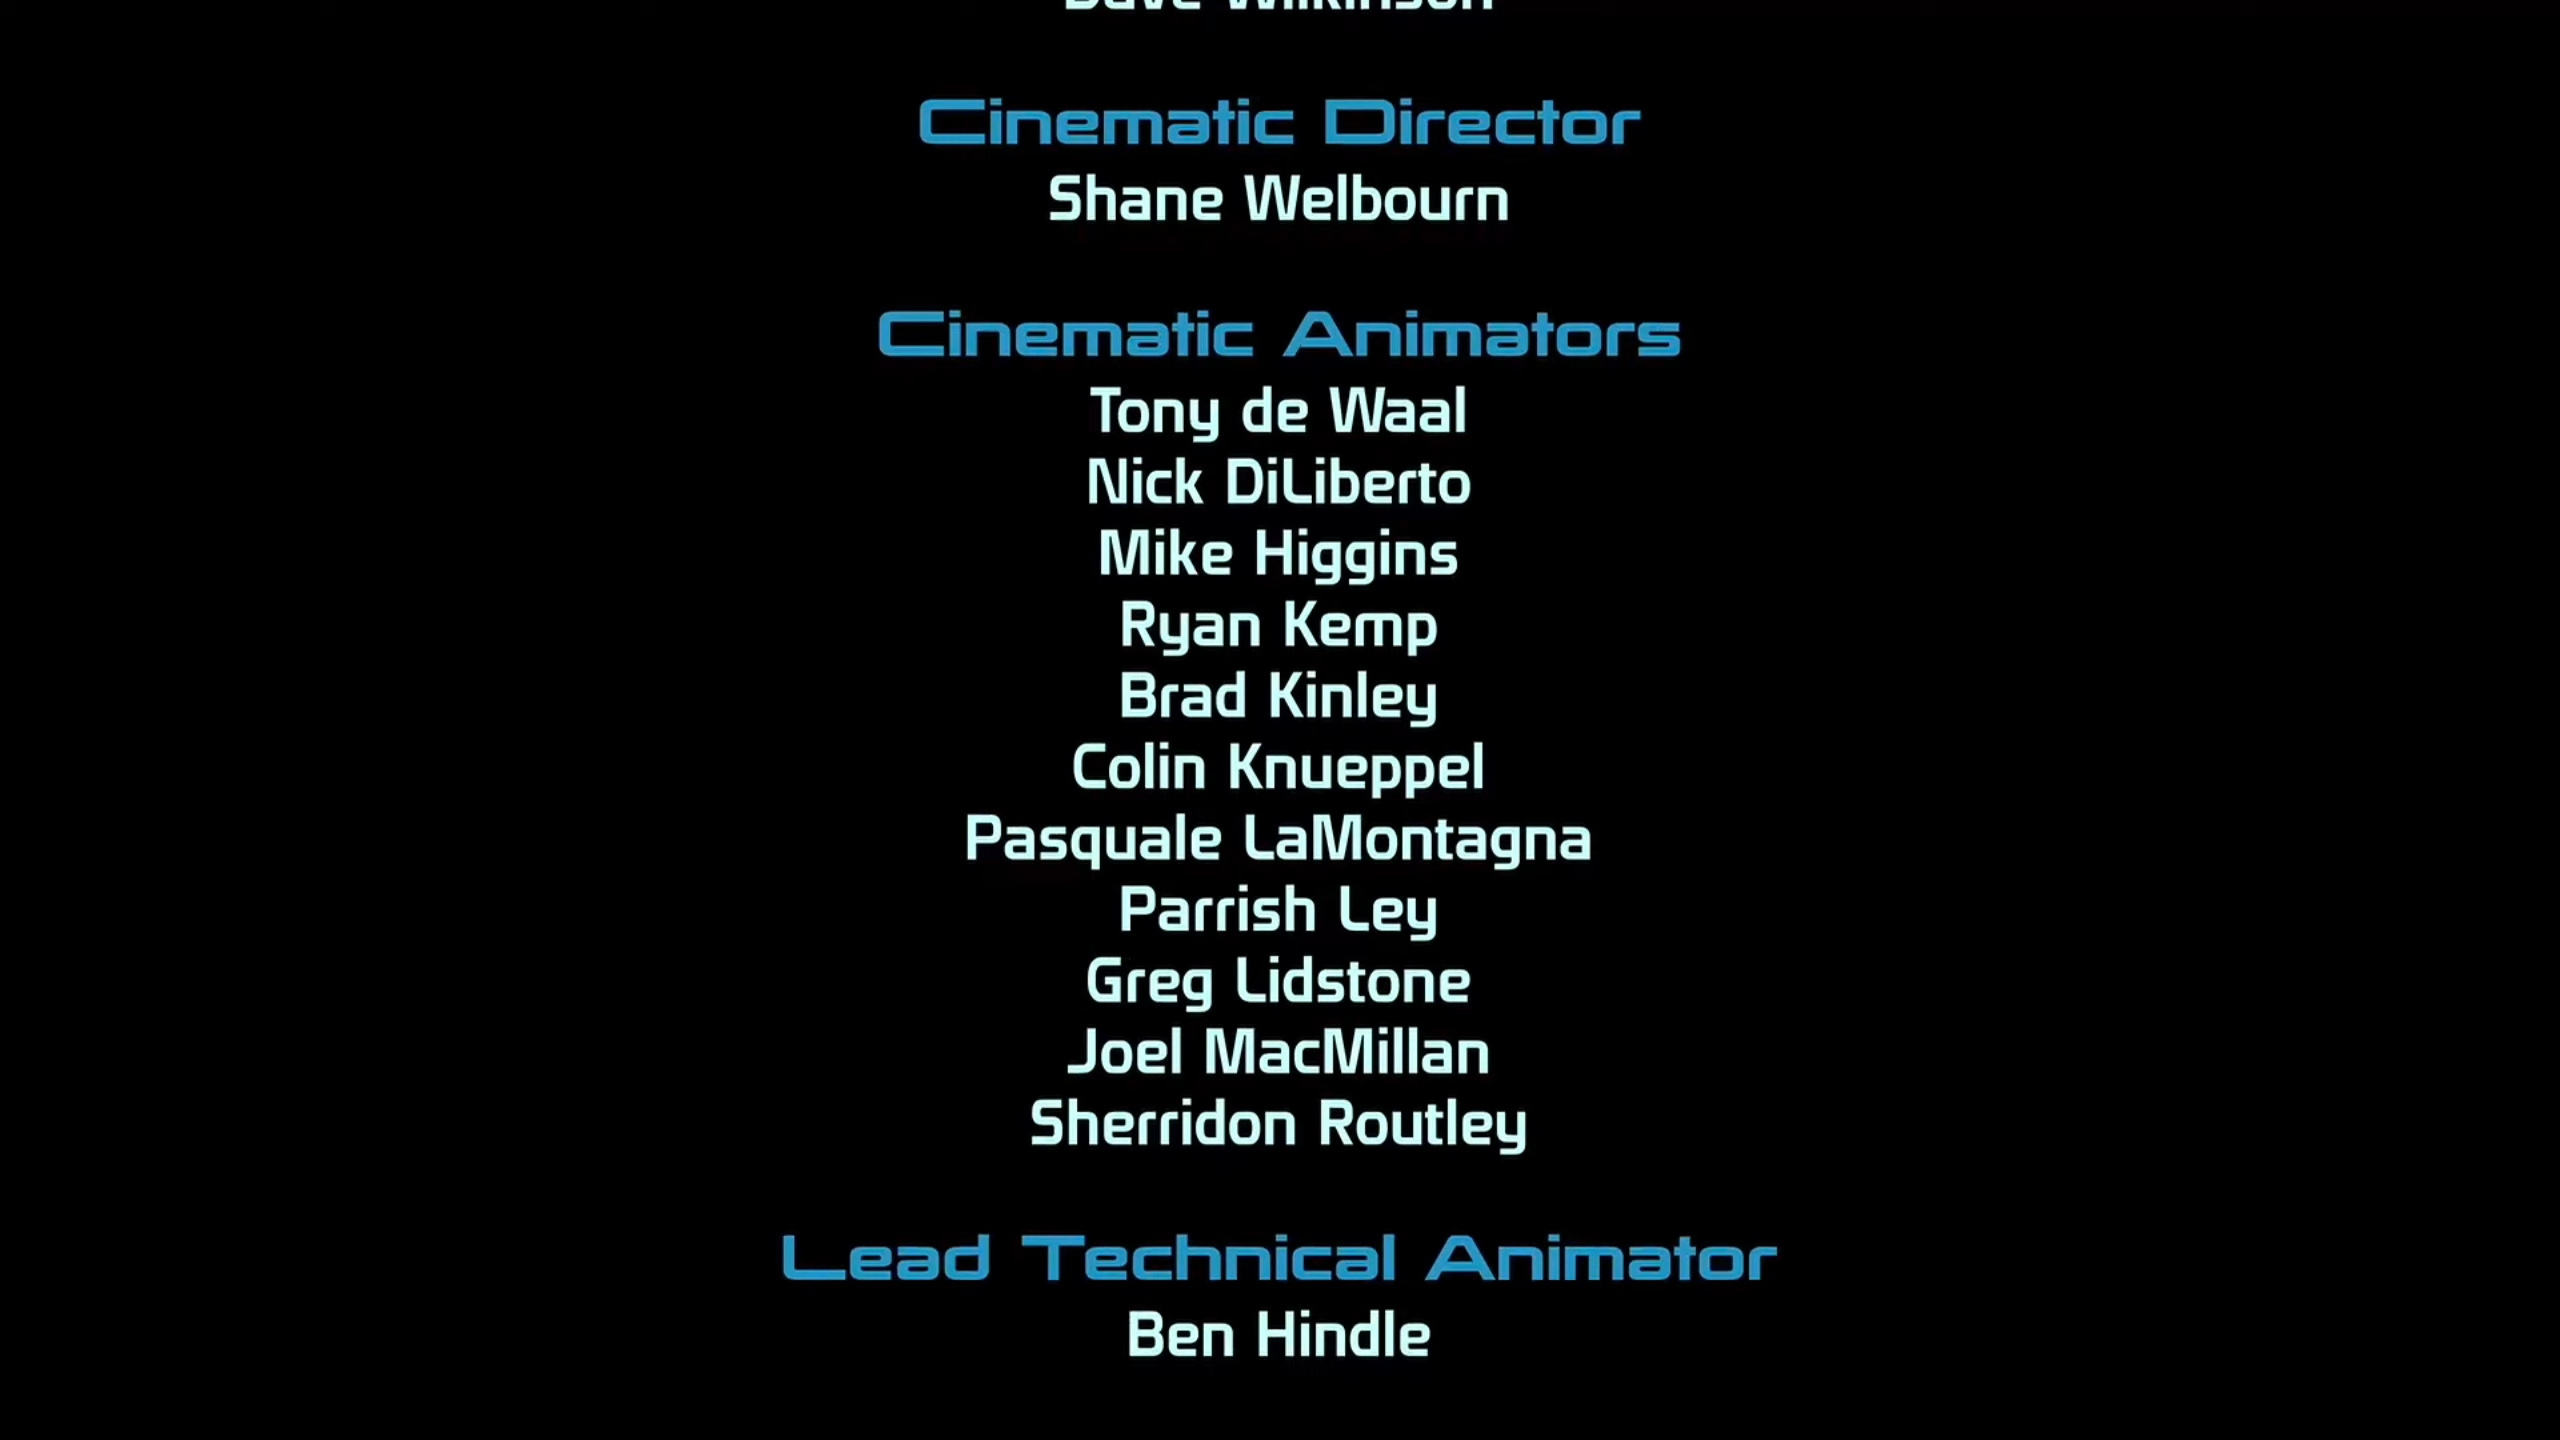 Dave Wilkinson
Cinematic Director
Shane Welbourn
Cinematic Animators
Tony de Waal
Nick DiLiberto
Mike Higgins
Ryan Kemp
Brad Kinley
Colin Knueppel
Pasquale LaMontagna
Parrish Ley
Greg Lidstone
Joel MacMillan
Sherridon Routley
Lead Technical Animator
Ben Hindle